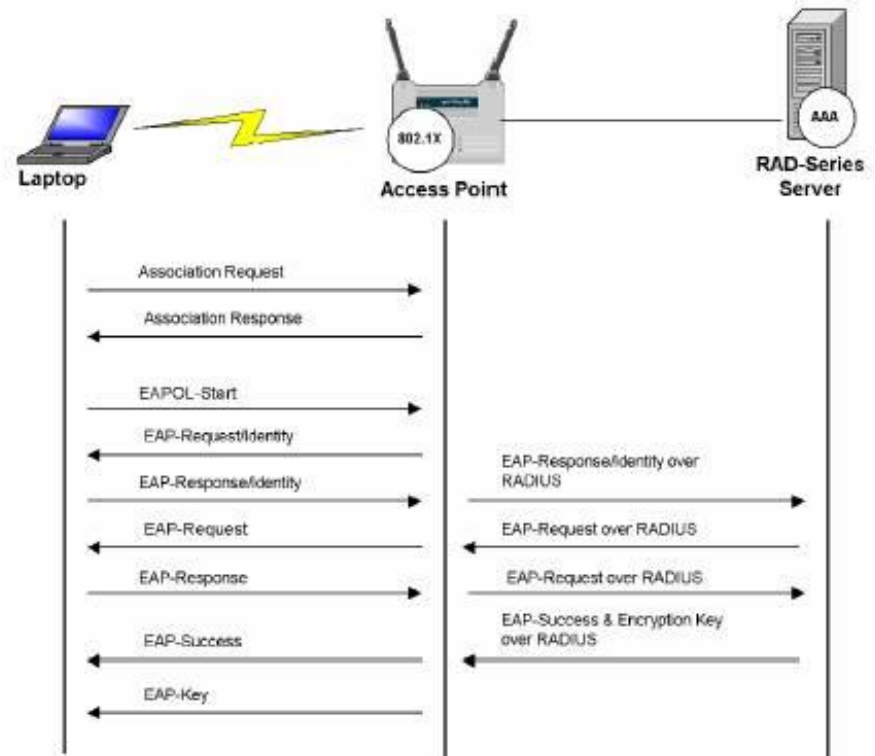 802.1X
AAA
Laptop
Access Point
RAD-Series
Server
Association Request
Association Response
EAPOL-Start
EAP-Request/Identity
EAP-Response/Identity
EAP-Response/Identity over
RADIUS
EAP-Request
EAP-Request over RADIUS
EAP-Response
EAP-Request over RADIUS
EAP-Success
EAP-Success & Encryption Key
over RADIUS
EAP-Key